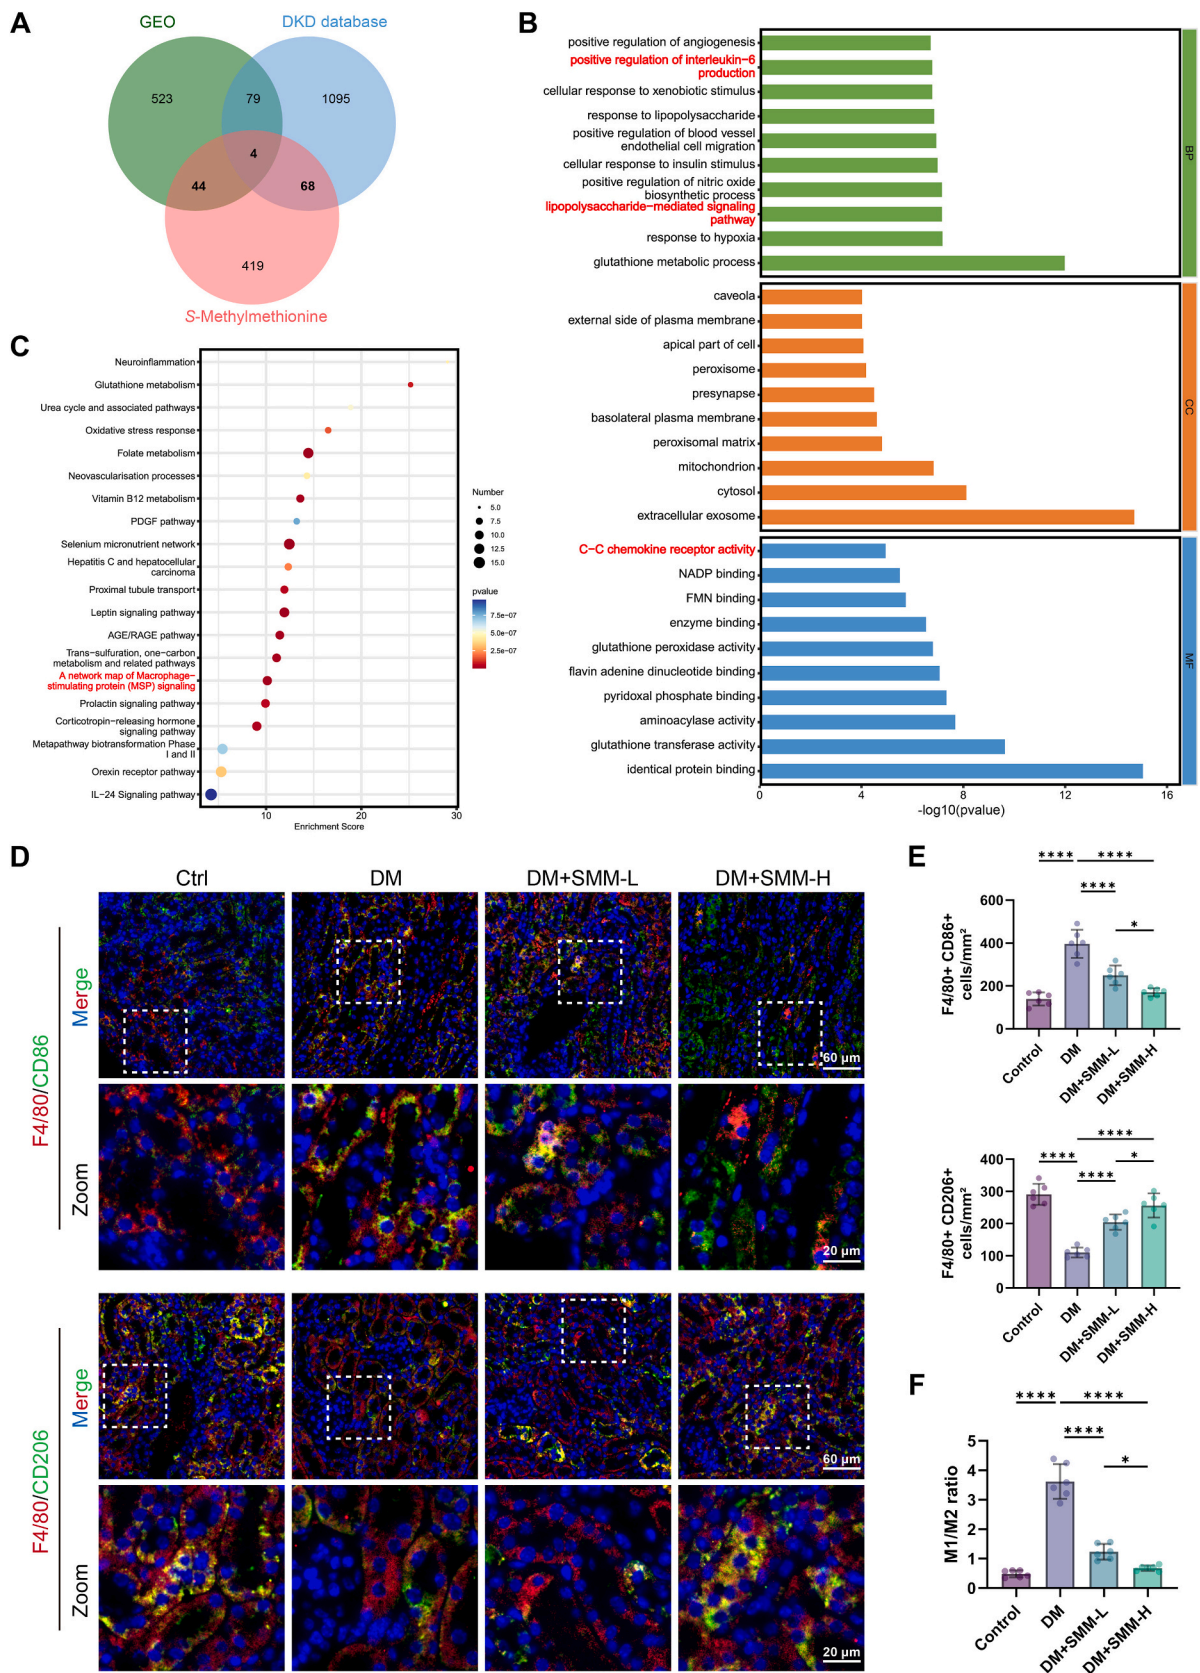 A
GEO
DKD database
523
79
1095
4
44
68
419
S-Methylmethionine
B
positive regulation of angiogenesis
positive regulation of interleukin−6
production
cellular response to xenobiotic stimulus
response to lipopolysaccharide
positive regulation of blood vessel
endothelial cell migration
cellular response to insulin stimulus
positive regulation of nitric oxide
biosynthetic process
lipopolysaccharide−mediated signaling
pathway
response to hypoxia
glutathione metabolic process
BP
caveola
external side of plasma membrane
apical part of cell
peroxisome
presynapse
basolateral plasma membrane
peroxisomal matrix
mitochondrion
cytosol
extracellular exosome
CC
C−C chemokine receptor activity
NADP binding
FMN binding
enzyme binding
glutathione peroxidase activity
flavin adenine dinucleotide binding
pyridoxal phosphate binding
aminoacylase activity
glutathione transferase activity
identical protein binding
MF
0 4 8 12 16
-log10(pvalue)
C
Neuroinflammation
Glutathione metabolism
Urea cycle and associated pathways
Oxidative stress response
Folate metabolism
Neovascularisation processes
Vitamin B12 metabolism
PDGF pathway
Selenium micronutrient network
Hepatitis C and hepatocellular
carcinoma
Proximal tubule transport
Leptin signaling pathway
AGE/RAGE pathway
Trans−sulfuration, one−carbon
metabolism and related pathways
A network map of Macrophage−
stimulating protein (MSP) signaling
Prolactin signaling pathway
Corticotropin−releasing hormone
signaling pathway
Metapathway biotransformation Phase
I and II
Orexin receptor pathway
IL−24 Signaling pathway
10 20 30
Enrichment Score
Number
5.0
7.5
10.0
12.5
15.0
pvalue
7.5e−07
5.0e−07
2.5e−07
D
Ctrl DM DM+SMM-L DM+SMM-H
F4/80/CD86
Merge
60 µm
Zoom
20 µm
F4/80/CD206
Merge
60 µm
Zoom
20 µm
E
**** ****
****
*
F4/80+ CD86+
cells/mm²
600
400
200
0
Control DM DM+SMM-L DM+SMM-H
****
**** *
****
F4/80+ CD206+
cells/mm²
400
300
200
100
0
Control DM DM+SMM-L DM+SMM-H
F
**** ****
****
*
M1/M2 ratio
5
4
3
2
1
0
Control DM DM+SMM-L DM+SMM-H